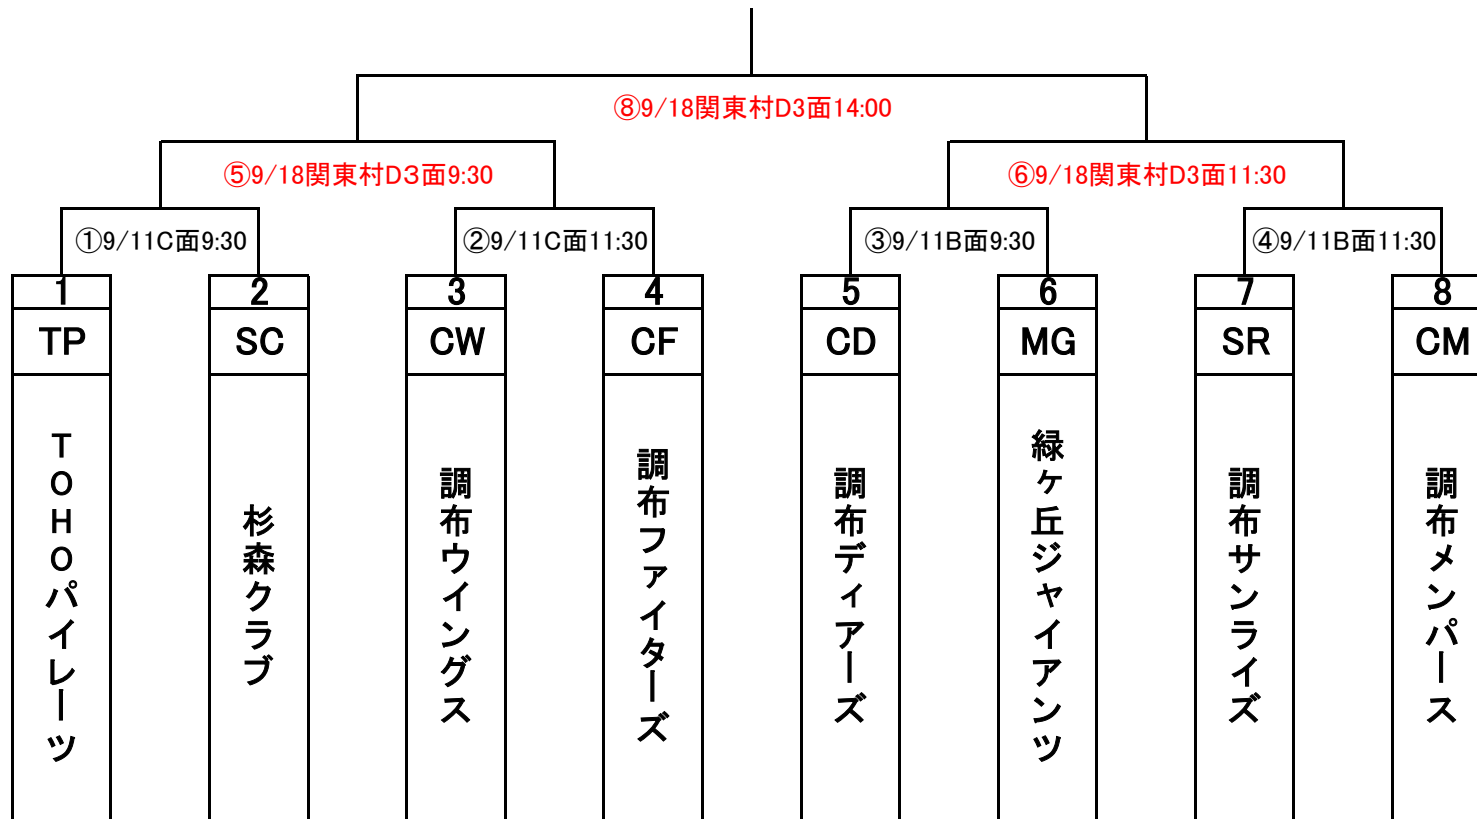 ⑧9/18関東村D3面14:00
⑤9/18関東村D3面9:30
⑥9/18関東村D3面11:30
①9/11C面9:30
②9/11C面11:30
③9/11B面9:30
④9/11B面11:30
1
2
3
4
5
6
7
8
TP
SC
CW
CF
CD
MG
SR
CM
TOHOパイレーツ
杉森クラブ
調布ウイングス
調布ファイターズ
調布ディアーズ
緑ヶ丘ジャイアンツ
調布サンライズ
調布メンパース